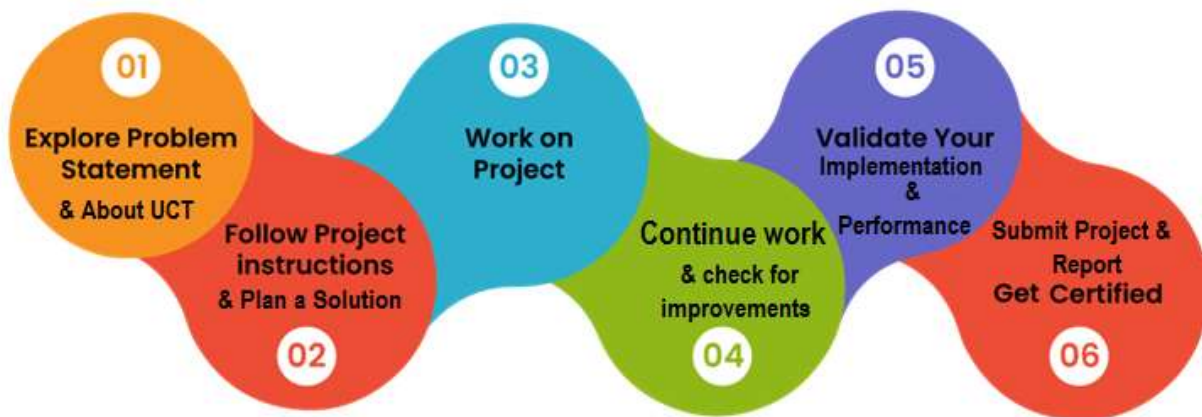 01
Explore Problem
Statement
& About UCT
Follow Project
instructions
& Plan a Solution
02
03
Work on
Project
Continue work
& check for
improvements
04
05
Validate Your
Implementation
&
Performance
Submit Project &
Report
Get Certified
06